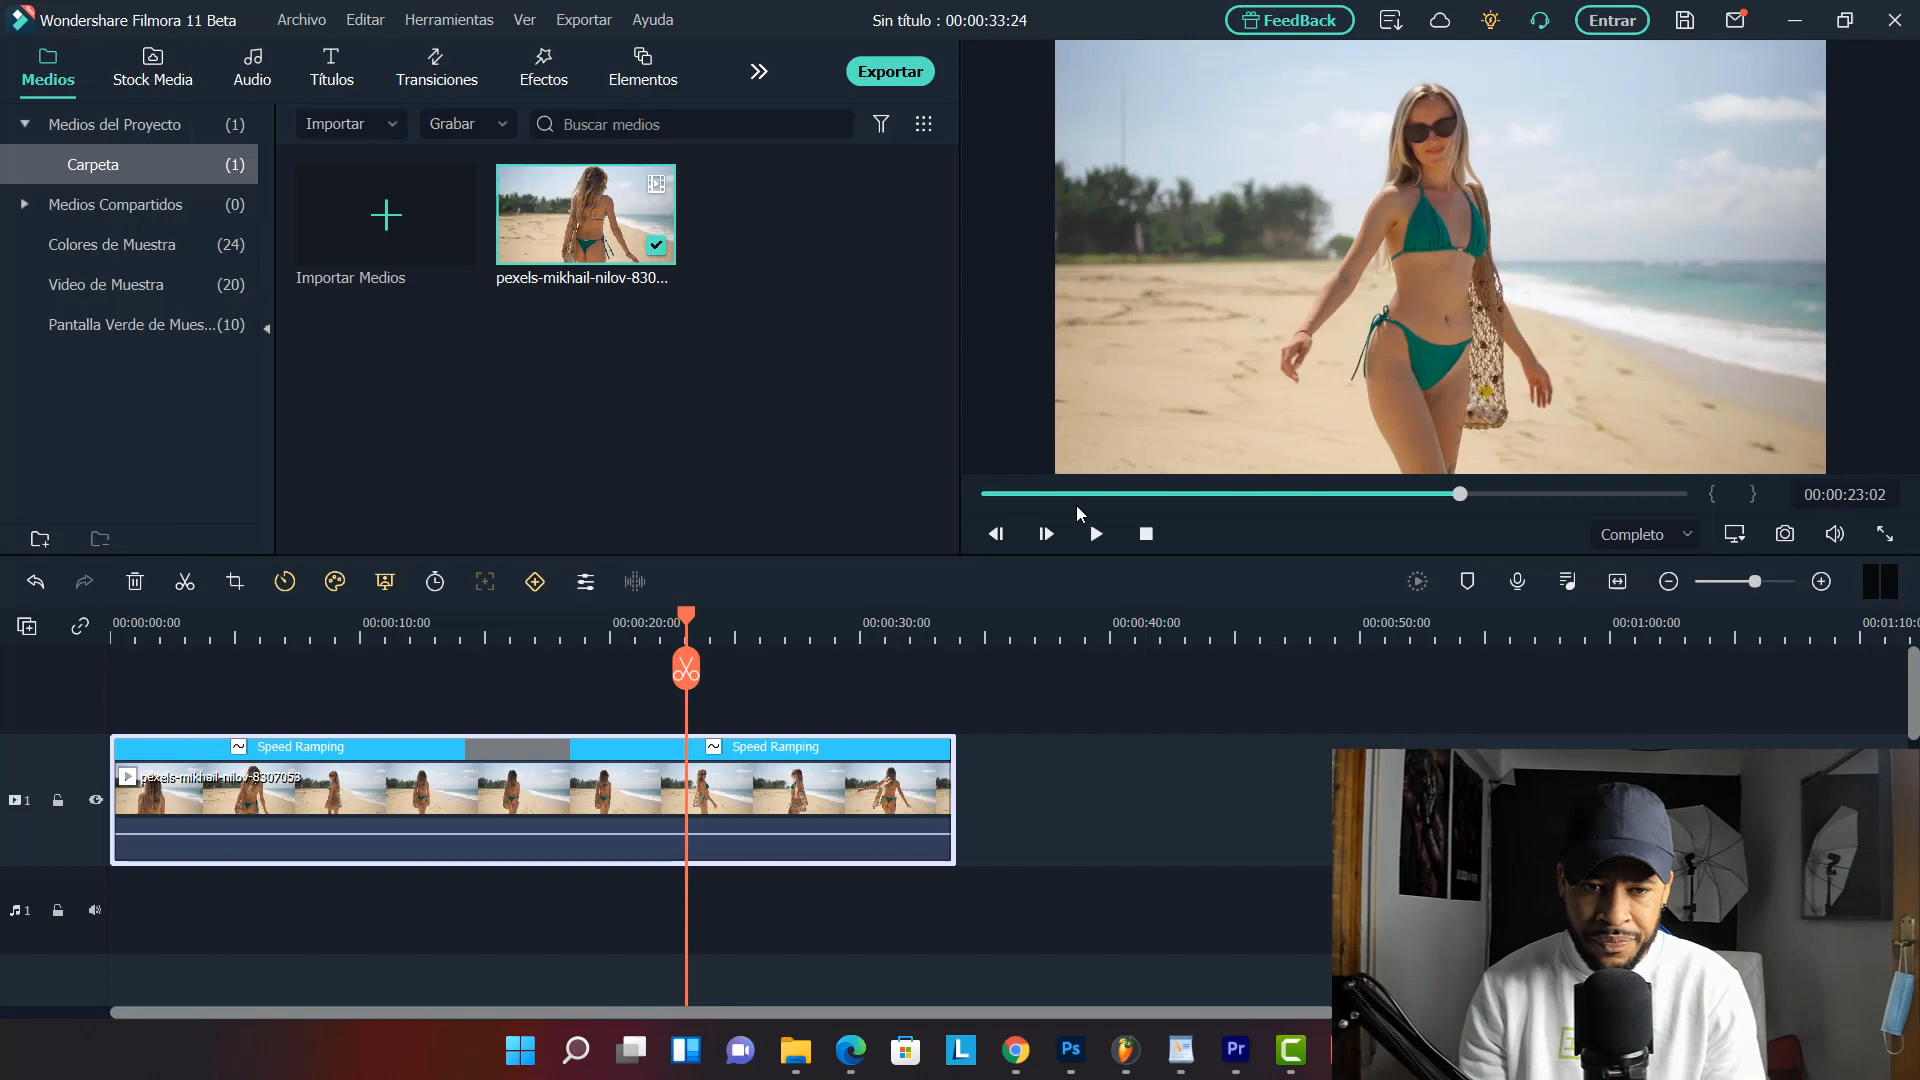 Wondershare Filmora 11 Beta
Archivo
Editar
Herramientas
Ver
Exportar
Ayuda
Sin título : 00:00:33:24
FeedBack
Entrar
Medios
Stock Media
Audio
Títulos
Transiciones
Efectos
Elementos
Exportar
Medios del Proyecto (1)
Carpeta (1)
Medios Compartidos (0)
Colores de Muestra (24)
Video de Muestra (20)
Pantalla Verde de Mues...(10)
Importar
Grabar
Buscar medios
Importar Medios
pexels-mikhail-nilov-830...
{ }
00:00:23:02
Completo
00:00:00:00
00:00:10:00
00:00:20:00
00:00:30:00
00:00:40:00
00:00:50:00
00:01:00:00
00:01:10:0
Speed Ramping
Speed Ramping
pexels-mikhail-nilov-8307053
1
1
L
Ps
Pr
C